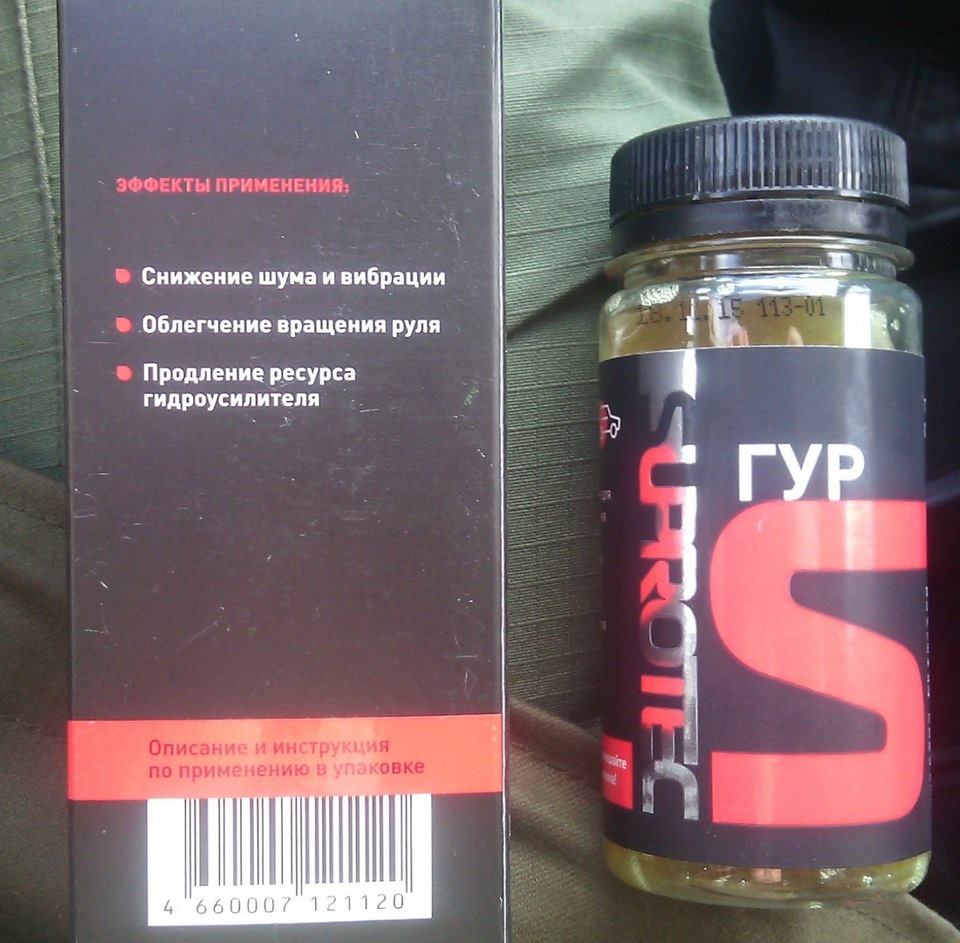 ЭФФЕКТЫ ПРИМЕНЕНИЯ:
Снижение шума и вибрации
Облегчение вращения руля
Продление ресурса
гидроусилителя
Описание и инструкция
по применению в упаковке
4 660007 121120
18.11.15 113-01
ГУР
SUPROTEC
S